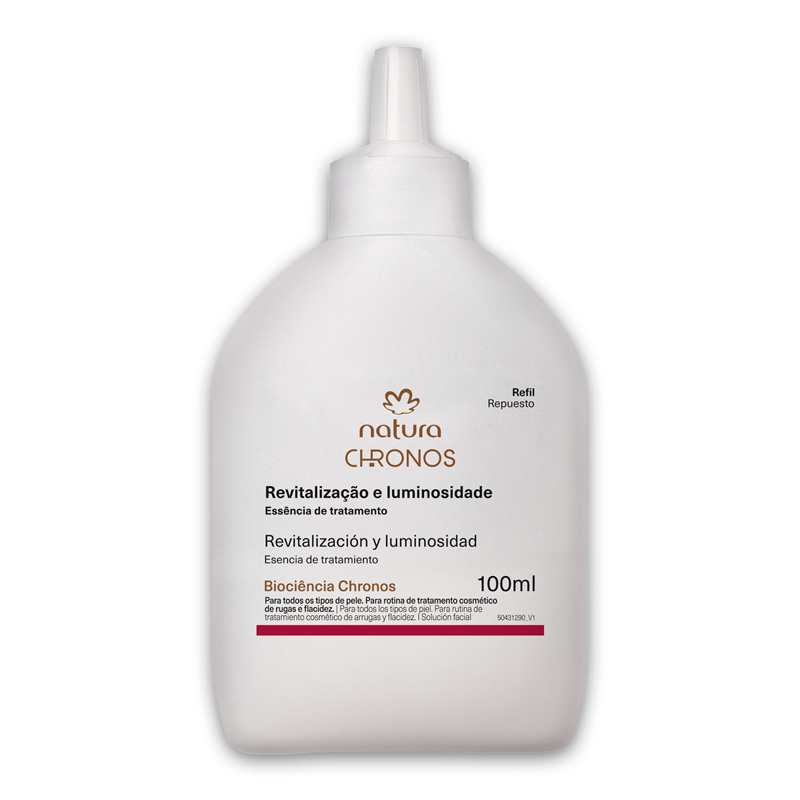 Refil
Repuesto
natura
CHRONOS
Revitalização e luminosidade
Essência de tratamento
Revitalización y luminosidad
Esencia de tratamiento
Biociência Chronos 100ml
Para todos os tipos de pele. Para rotina de tratamento cosmético
de rugas e flacidez. | Para todos los tipos de piel. Para rutina de
tratamiento cosmético de arrugas y flacidez. | Solución facial 50431290_V1